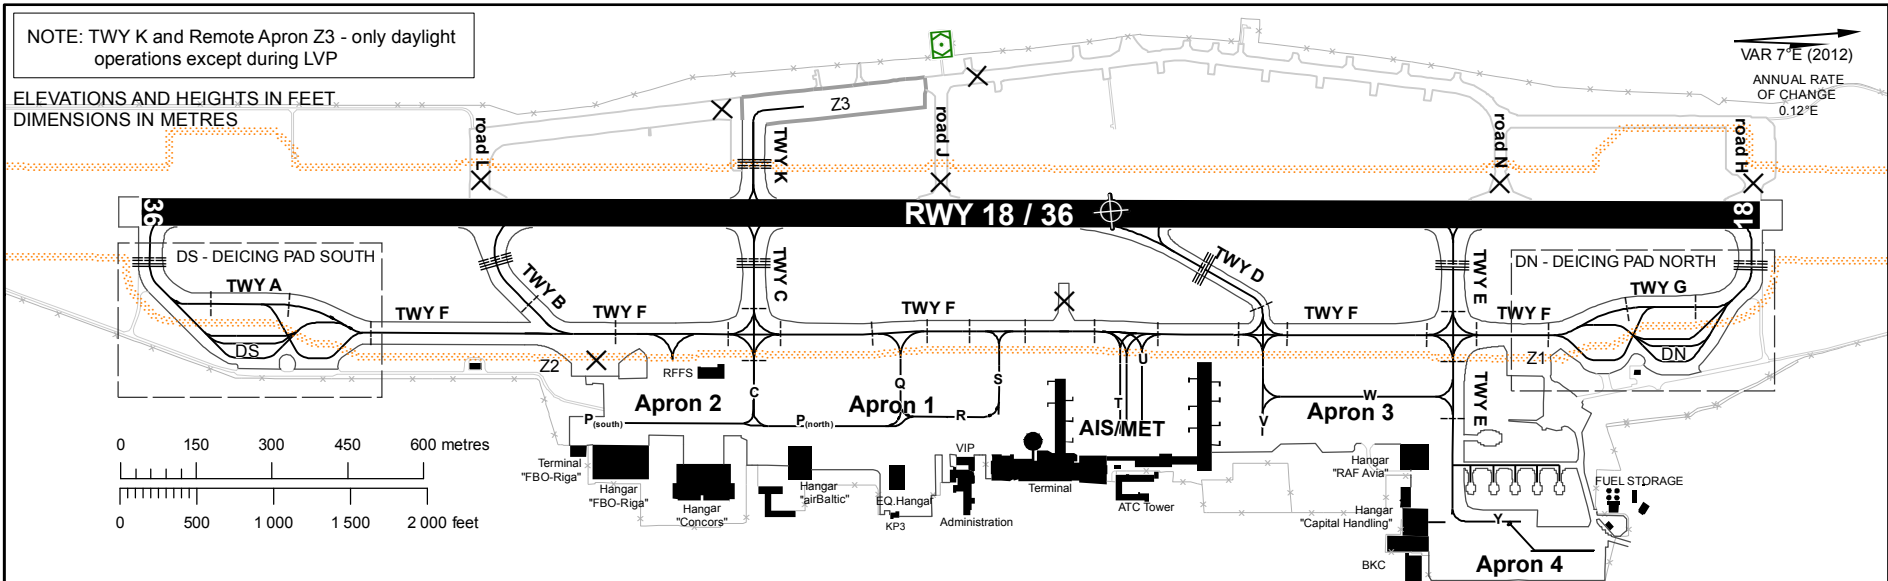 NOTE: TWY K and Remote Apron Z3 - only daylight
operations except during LVP
ELEVATIONS AND HEIGHTS IN FEET
DIMENSIONS IN METRES
VAR 7°E (2012)
ANNUAL RATE
OF CHANGE
0.12°E
Z3
road L
TWY K
road J
road N
road H
36
RWY 18 / 36
18
DS - DEICING PAD SOUTH
TWY A
TWY B
TWY C
TWY D
TWY E
DN - DEICING PAD NORTH
TWY G
TWY F
TWY F
TWY F
TWY F
TWY F
DS
DN
Z2
Z1
RFFS
U
Q
S
C
T
V
W
TWY E
Apron 2
Apron 1
Apron 3
P(south)
P(north)
R
AIS/MET
0 150 300 450 600 metres
0 500 1 000 1 500 2 000 feet
Terminal
"FBO-Riga"
Hangar
"FBO-Riga"
Hangar
"Concors"
Hangar
"airBaltic"
EQ.Hangar
KP3
VIP
Administration
Terminal
ATC Tower
Hangar
"RAF Avia"
Hangar
"Capital Handling"
BKC
Y
Apron 4
FUEL STORAGE